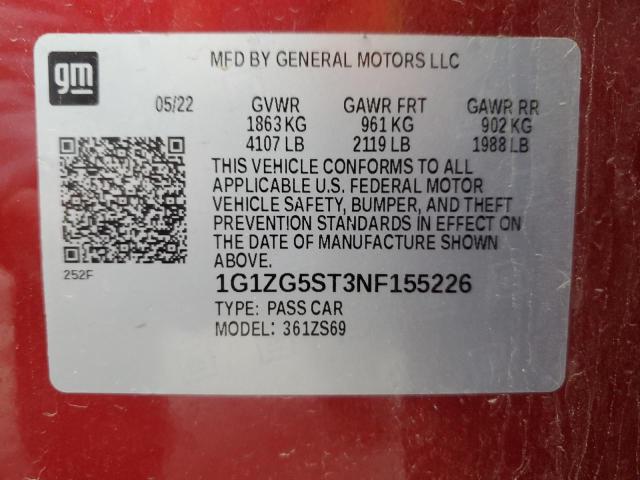 gm
MFD BY GENERAL MOTORS LLC
05/22 GVWR GAWR FRT GAWR RR
1863 KG 961 KG 902 KG
4107 LB 2119 LB 1988 LB
THIS VEHICLE CONFORMS TO ALL
APPLICABLE U.S. FEDERAL MOTOR
VEHICLE SAFETY, BUMPER, AND THEFT
PREVENTION STANDARDS IN EFFECT ON
THE DATE OF MANUFACTURE SHOWN
ABOVE.
252F
1G1ZG5ST3NF155226
TYPE: PASS CAR
MODEL: 361ZS69